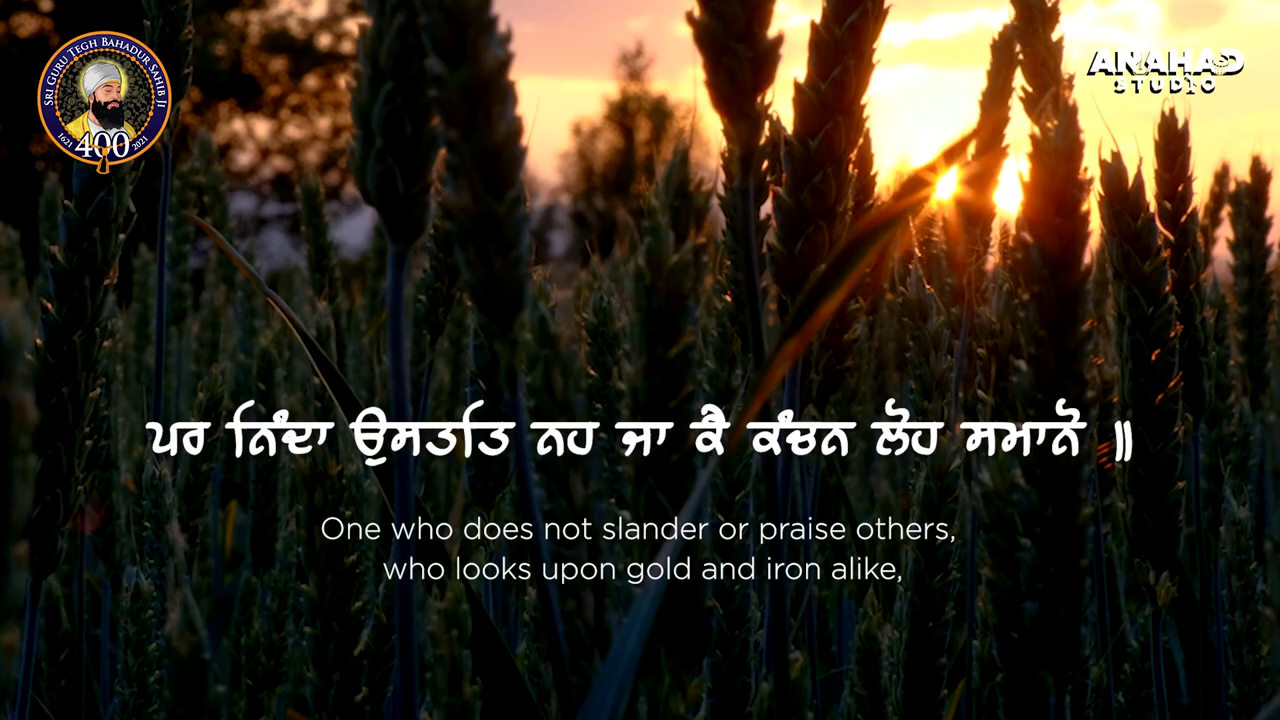 SRI GURU TEGH BAHADUR SAHIB JI
1621 400 2021
ANAHAD
STUDIO
ਪਰ ਨਿੰਦਾ ਉਸਤਤਿ ਨਹ ਜਾ ਕੈ ਕੰਚਨ ਲੋਹ ਸਮਾਨੋ ॥
One who does not slander or praise others,
who looks upon gold and iron alike,